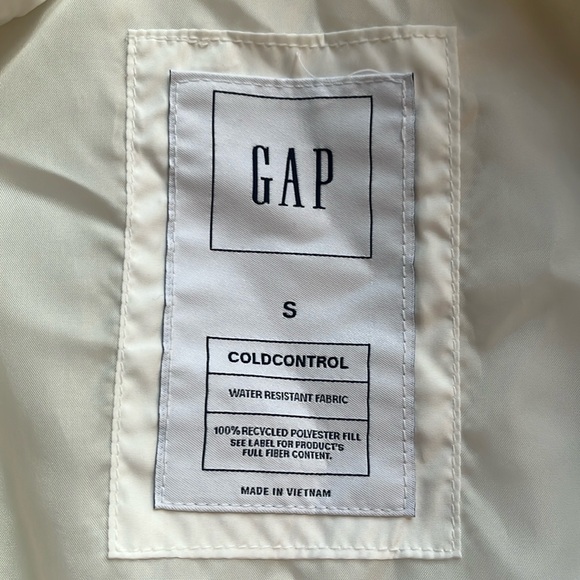 GAP
S
COLDCONTROL
WATER RESISTANT FABRIC
100% RECYCLED POLYESTER FILL
SEE LABEL FOR PRODUCT'S
FULL FIBER CONTENT.
MADE IN VIETNAM